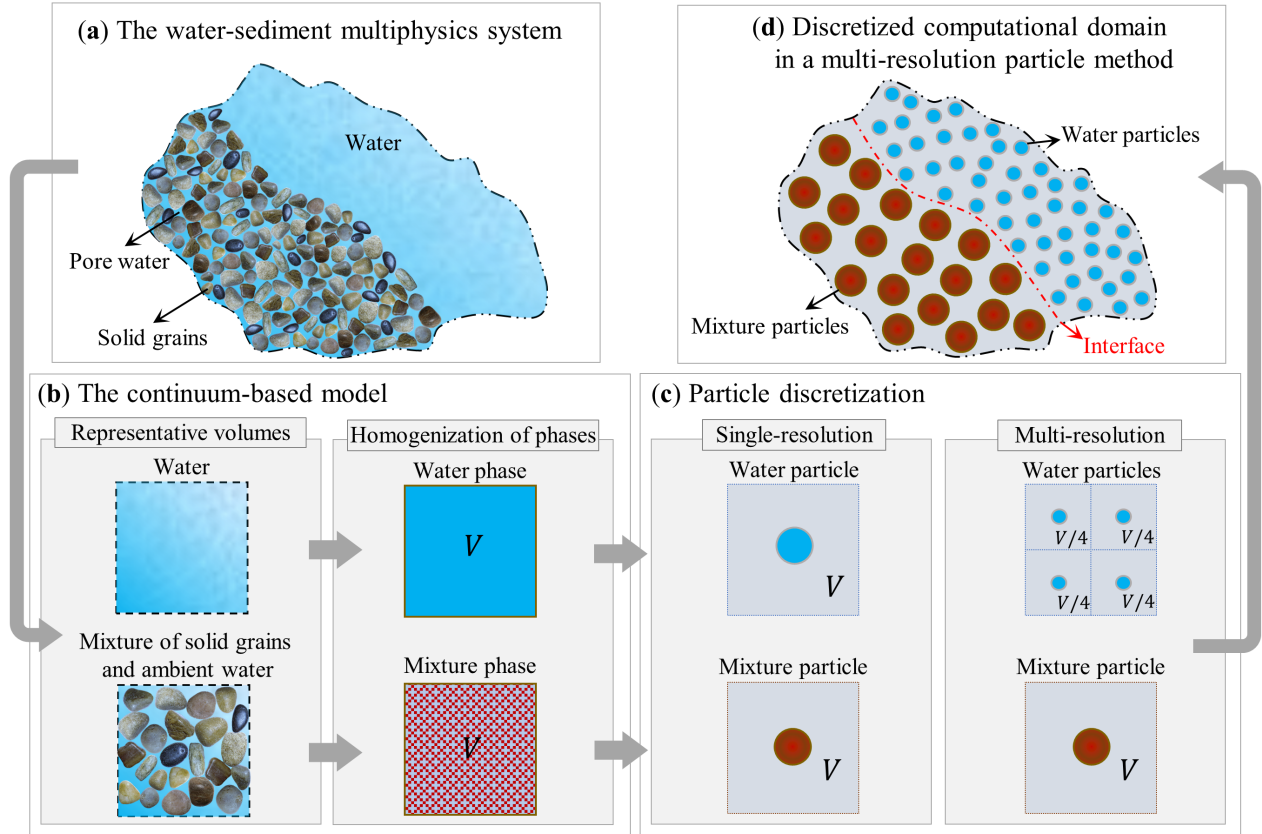 (a) The water-sediment multiphysics system
Water
Pore water
Solid grains
(b) The continuum-based model
Representative volumes
Water
Mixture of solid grains
and ambient water
Homogenization of phases
Water phase
V
Mixture phase
V
(c) Particle discretization
Single-resolution
Water particle
V
Mixture particle
V
Multi-resolution
Water particles
V/4
V/4
V/4
V/4
Mixture particle
V
(d) Discretized computational domain
in a multi-resolution particle method
Water particles
Mixture particles
Interface